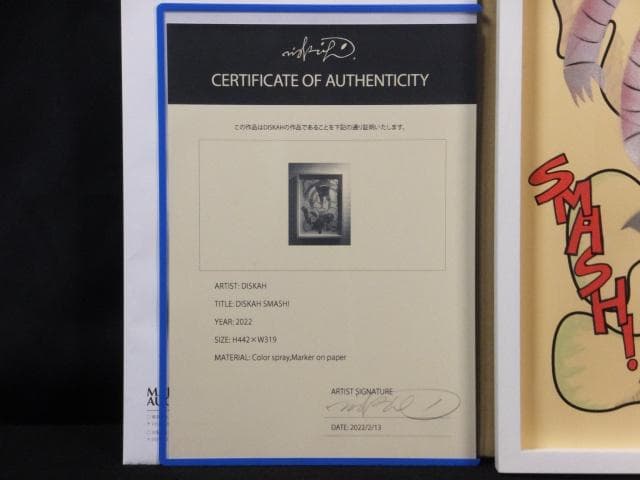 CERTIFICATE OF AUTHENTICITY
この作品はDISKAHの作品であることを下記の通り証明いたします。
ARTIST: DISKAH
TITLE: DISKAH SMASH!
YEAR: 2022
SIZE: H442×W319
MATERIAL: Color spray,Marker on paper
ARTIST SIGNATURE
DATE: 2022/2/13
SMASH!